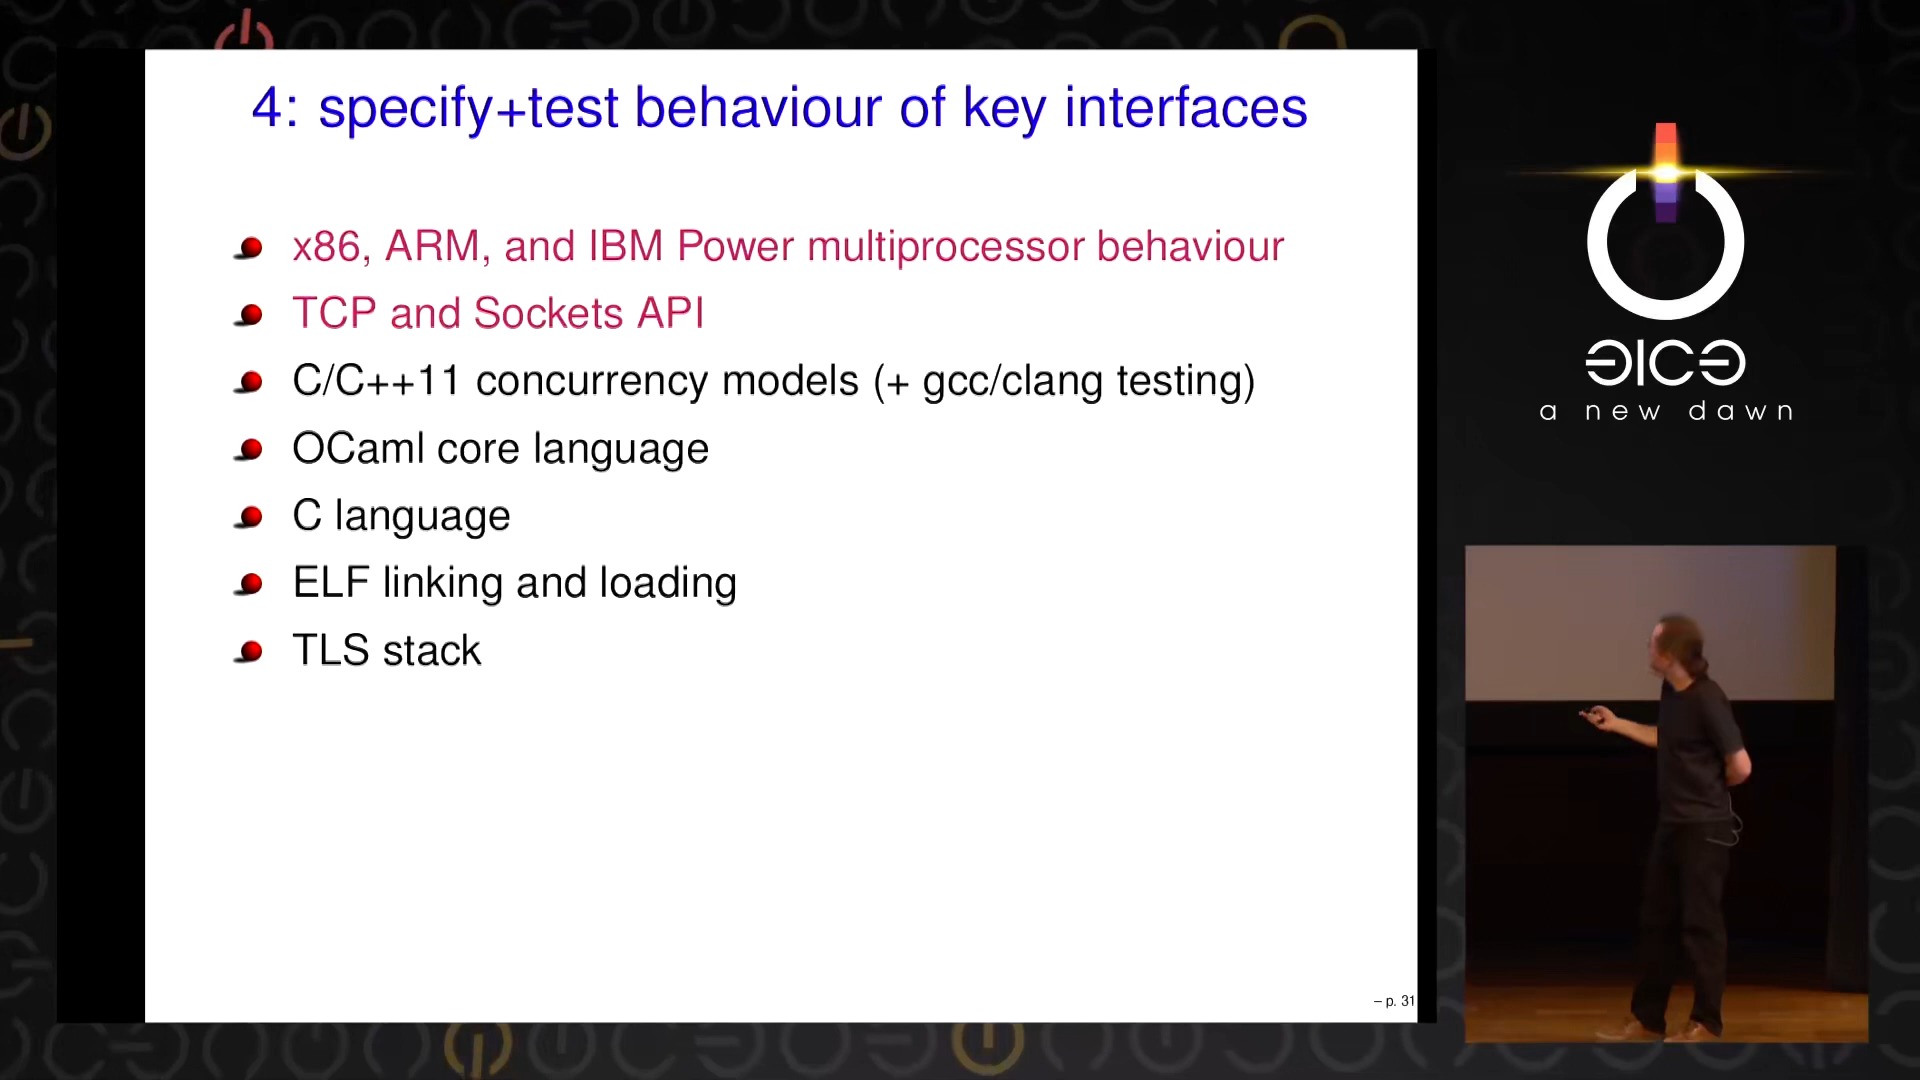 4: specify+test behaviour of key interfaces
x86, ARM, and IBM Power multiprocessor behaviour
TCP and Sockets API
C/C++11 concurrency models (+ gcc/clang testing)
OCaml core language
C language
ELF linking and loading
TLS stack
– p. 31
a new dawn